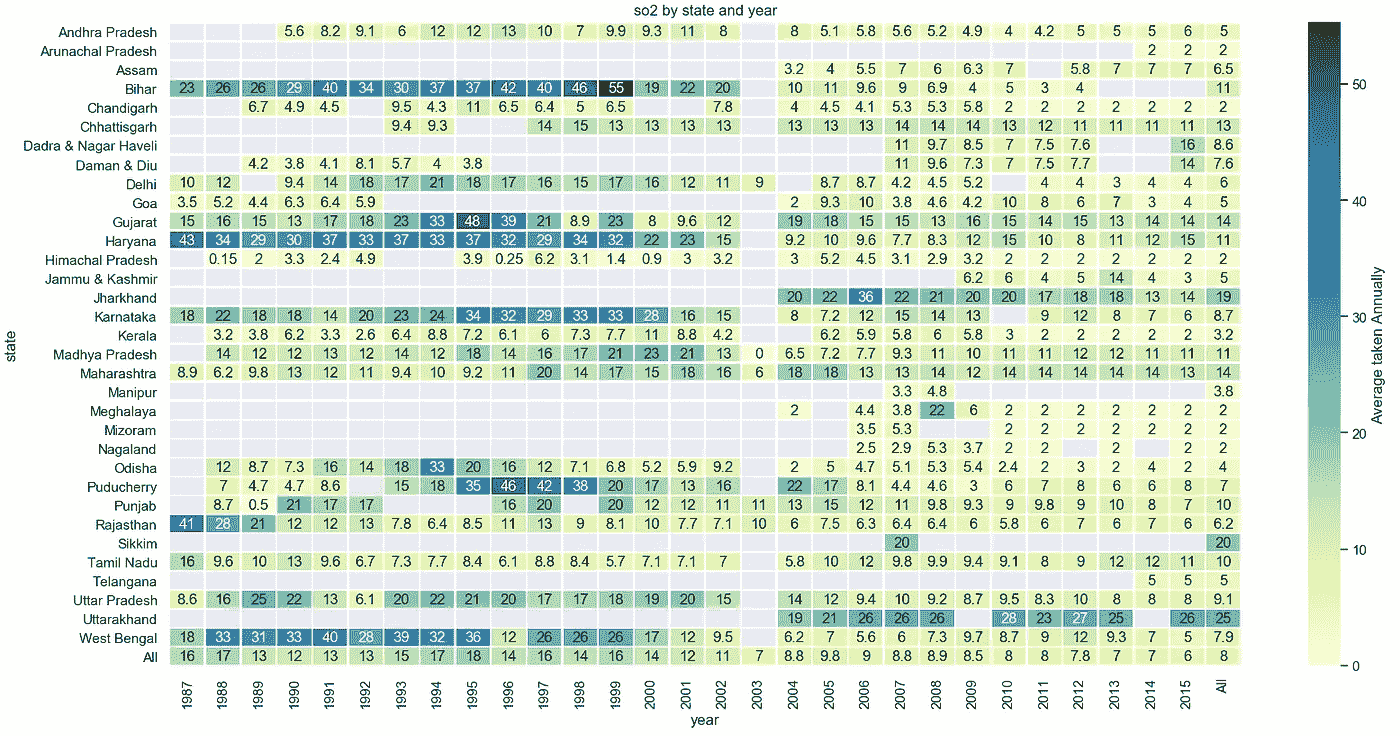 so2 by state and year
Andhra Pradesh 5.6 8.2 9.1 6 12 12 13 10 7 9.9 9.3 11 8 8 5.1 5.8 5.6 5.2 4.9 4 4.2 5 5 5 6 5
Arunachal Pradesh 2 2 2
Assam 3.2 4 5.5 7 6 6.3 7 5.8 7 7 7 6.5
Bihar 23 26 26 29 40 34 30 37 37 42 40 46 55 19 22 20 10 11 9.6 9 6.9 4 5 3 4 11
Chandigarh 6.7 4.9 4.5 9.5 4.3 11 6.5 6.4 5 6.5 7.8 4 4.5 4.1 5.3 5.3 5.8 2 2 2 2 2 2 2
Chhattisgarh 9.4 9.3 14 15 13 13 13 13 13 13 13 14 14 14 13 12 11 11 11 11 13
Dadra & Nagar Haveli 11 9.7 8.5 7 7.5 7.6 16 8.6
Daman & Diu 4.2 3.8 4.1 8.1 5.7 4 3.8 11 9.6 7.3 7 7.5 7.7 14 7.6
Delhi 10 12 9.4 14 18 17 21 18 17 16 15 17 16 12 11 9 8.7 8.7 4.2 4.5 5.2 4 4 3 4 4 6
Goa 3.5 5.2 4.4 6.3 6.4 5.9 2 9.3 10 3.8 4.6 4.2 10 8 6 7 3 4 5
Gujarat 15 16 15 13 17 18 23 33 48 39 21 8.9 23 8 9.6 12 19 18 15 15 13 16 15 14 15 13 14 14 14
Haryana 43 34 29 30 37 33 37 33 37 32 29 34 32 22 23 15 9.2 10 9.6 7.7 8.3 12 15 10 8 11 12 15 11
Himachal Pradesh 0.15 2 3.3 2.4 4.9 3.9 0.25 6.2 3.1 1.4 0.9 3 3.2 3 5.2 4.5 3.1 2.9 3.2 2 2 2 2 2 2 2
Jammu & Kashmir 6.2 6 4 5 14 4 3 5
Jharkhand 20 22 36 22 21 20 20 17 18 18 13 14 19
Karnataka 18 22 18 18 14 20 23 24 34 32 29 33 33 28 16 15 8 7.2 12 15 14 13 9 12 8 7 6 8.7
Kerala 3.2 3.8 6.2 3.3 2.6 6.4 8.8 7.2 6.1 6 7.3 7.7 11 8.8 4.2 6.2 5.9 5.8 6 5.8 3 2 2 2 2 2 3.2
Madhya Pradesh 14 12 12 13 12 14 12 18 14 16 17 21 23 21 13 0 6.5 7.2 7.7 9.3 11 10 11 11 12 12 11 11 11
Maharashtra 8.9 6.2 9.8 13 12 11 9.4 10 9.2 11 20 14 17 15 18 16 6 18 18 13 13 14 12 14 14 14 14 15 13 14
Manipur 3.3 4.8 3.8
Meghalaya 2 4.4 3.8 22 6 2 2 2 2 2 2 2
Mizoram 3.5 5.3 2 2 2 2 2 2 2
Nagaland 2.5 2.9 5.3 3.7 2 2 2 2 2
Odisha 12 8.7 7.3 16 14 18 33 20 16 12 7.1 6.8 5.2 5.9 9.2 2 5 4.7 5.1 5.3 5.4 2.4 2 3 2 4 2 4
Puducherry 7 4.7 4.7 8.6 15 18 35 46 42 38 20 17 13 16 22 17 8.1 4.4 4.6 3 6 7 8 6 6 8 7
Punjab 8.7 0.5 21 17 17 16 20 20 12 12 11 11 13 15 12 11 9.8 9.3 11 9.8 9 10 8 7 10
Rajasthan 41 28 21 12 12 13 7.8 6.4 8.5 11 13 9 8.1 10 7.7 7.1 10 6 7.5 6.3 6.4 6.4 6 5.8 6 7 6 7 6 6.2
Sikkim 20 20
Tamil Nadu 16 9.6 10 13 9.6 6.7 7.3 7.7 8.4 6.1 8.8 8.4 5.7 7.1 7.1 7 5.8 10 12 9.8 9.9 9.4 9.1 8 9 12 12 11 10
Telangana 5 5 5
Uttar Pradesh 8.6 16 25 22 13 6.1 20 22 21 20 17 17 18 19 20 15 14 12 9.4 10 9.2 8.7 9.5 8.3 10 8 8 8 9.1
Uttarakhand 19 21 26 26 26 28 23 27 25 26 25
West Bengal 18 33 31 33 40 28 39 32 36 12 26 26 26 17 12 9.5 6.2 7 5.6 6 7.3 9.7 8.7 9 12 9.3 7 5 7.9
All 16 17 13 12 13 13 15 17 18 14 16 14 16 14 12 11 7 8.8 9.8 9 8.8 8.9 8.5 8 8 7.8 7 7 6 8
1987 1988 1989 1990 1991 1992 1993 1994 1995 1996 1997 1998 1999 2000 2001 2002 2003 2004 2005 2006 2007 2008 2009 2010 2011 2012 2013 2014 2015 All
year
state
50
40
30
20
10
0
Average taken Annually